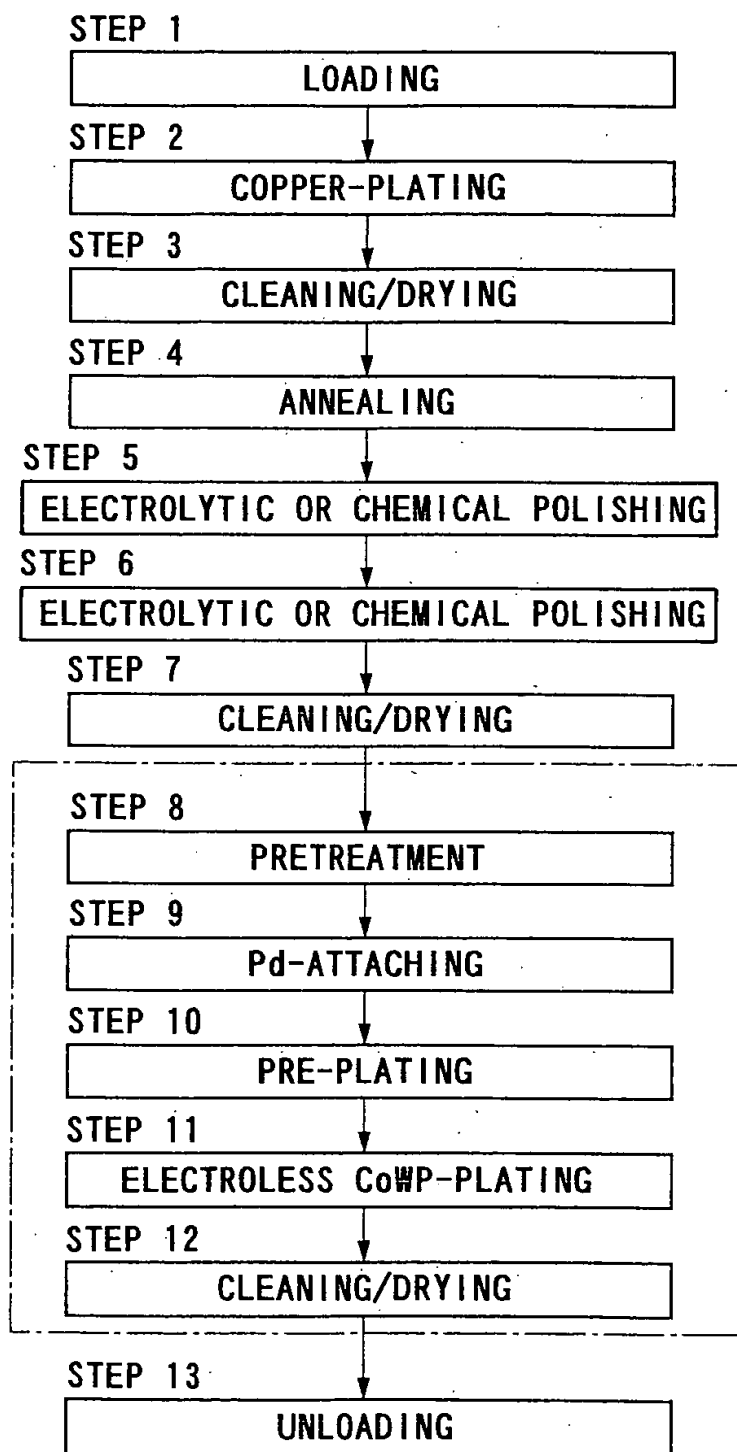 STEP 1
LOADING
STEP 2
COPPER-PLATING
STEP 3
CLEANING/DRYING
STEP 4
ANNEALING
STEP 5
ELECTROLYTIC OR CHEMICAL POLISHING
STEP 6
ELECTROLYTIC OR CHEMICAL POLISHING
STEP 7
CLEANING/DRYING
STEP 8
PRETREATMENT
STEP 9
Pd-ATTACHING
STEP 10
PRE-PLATING
STEP 11
ELECTROLESS CoWP-PLATING
STEP 12
CLEANING/DRYING
STEP 13
UNLOADING